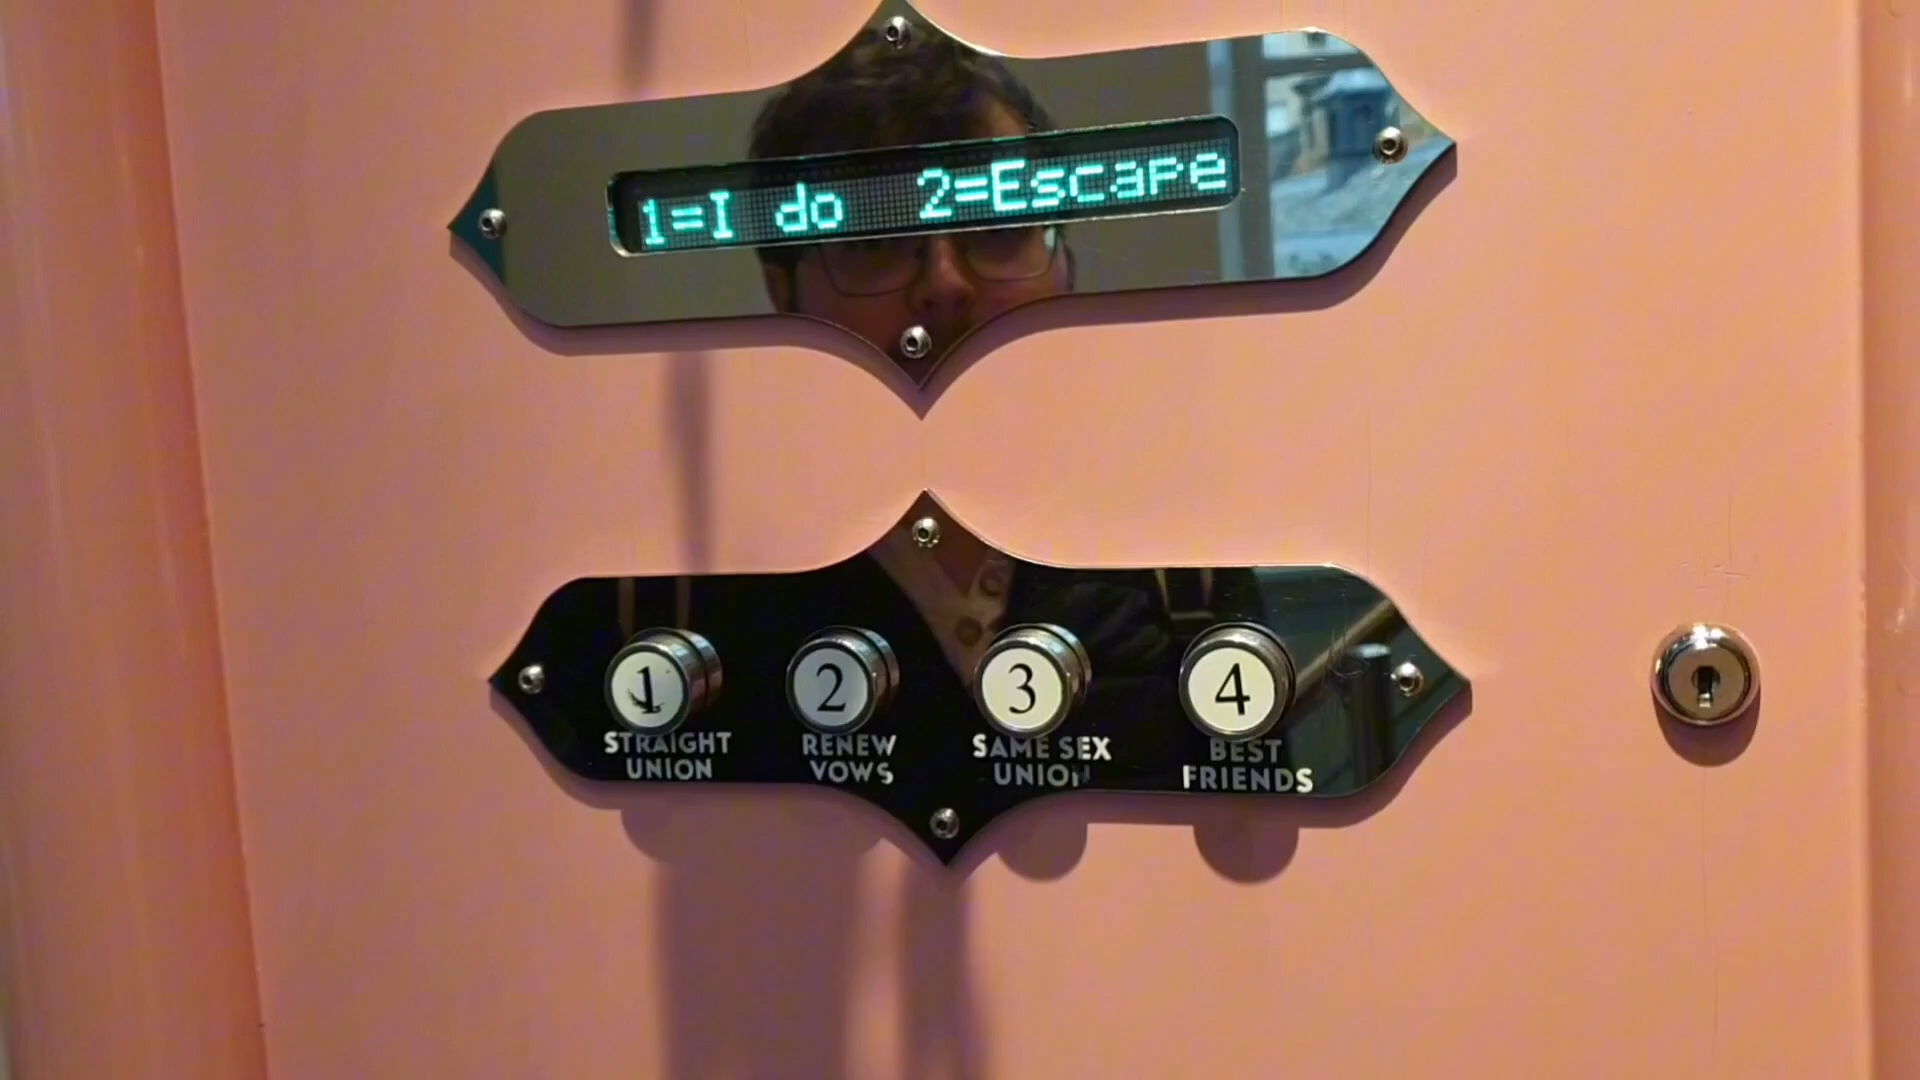 1=I do 2=Escape
1 2 3 4
STRAIGHT UNION
RENEW VOWS
SAME SEX UNION
BEST FRIENDS